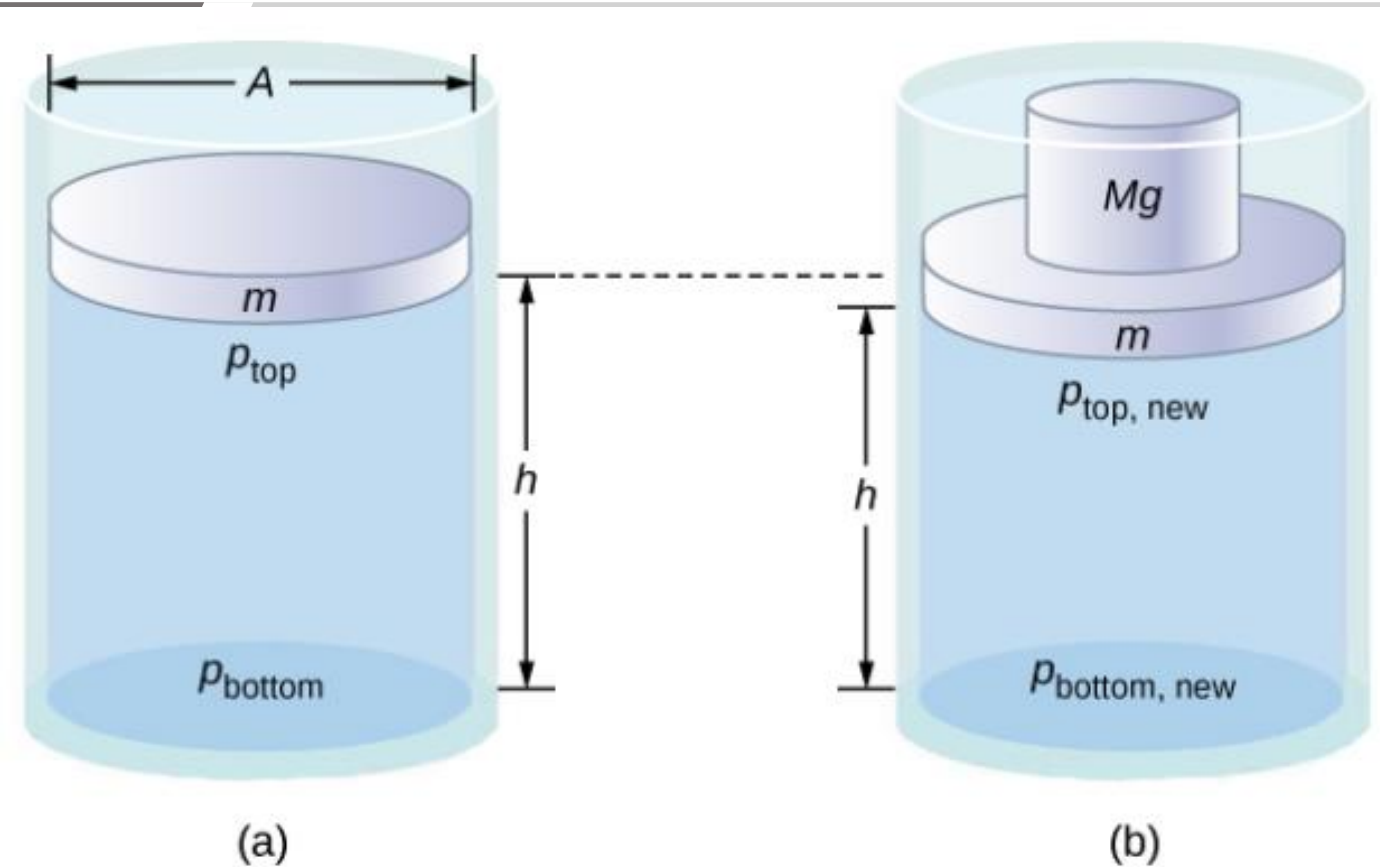 A
Mg
m
m
p_top
p_top, new
h
h
p_bottom
p_bottom, new
(a)
(b)